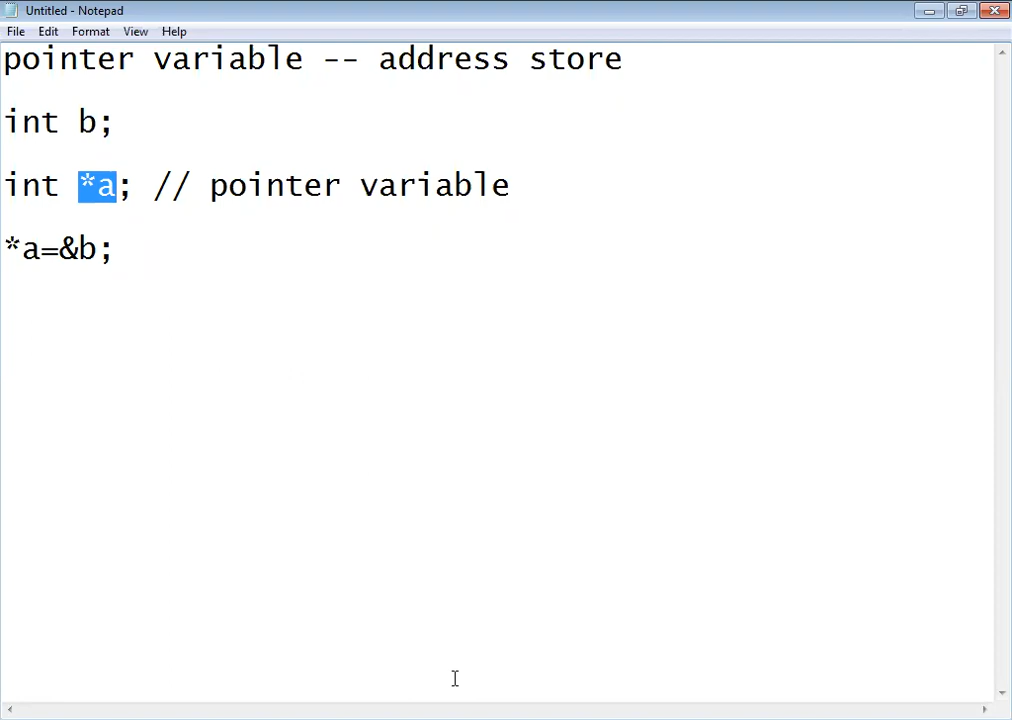 Untitled - Notepad
File Edit Format View Help
pointer variable -- address store
int b;
int *a; // pointer variable
*a=&b;